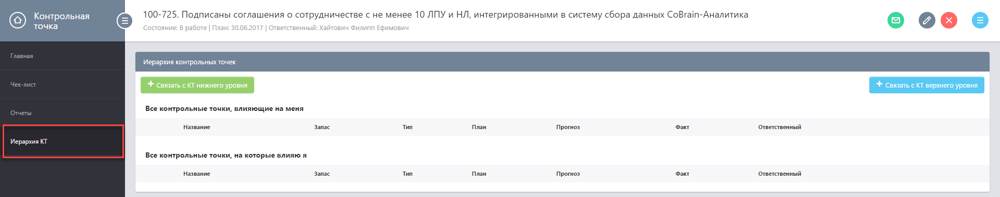 Контрольная
точка
100-725. Подписаны соглашения о сотрудничестве с не менее 10 ЛПУ и НЛ, интегрированными в систему сбора данных CoBrain-Аналитика
Состояние: В работе | План: 30.06.2017 | Ответственный: Хайтович Филипп Ефимович
Главная
Чек-лист
Отчеты
Иерархия КТ
Иерархия контрольных точек
+ Связать с КТ нижнего уровня
+ Связать с КТ верхнего уровня
Все контрольные точки, влияющие на меня
Название Запас Тип План Прогноз Факт Ответственный
Все контрольные точки, на которые влияю я
Название Запас Тип План Прогноз Факт Ответственный